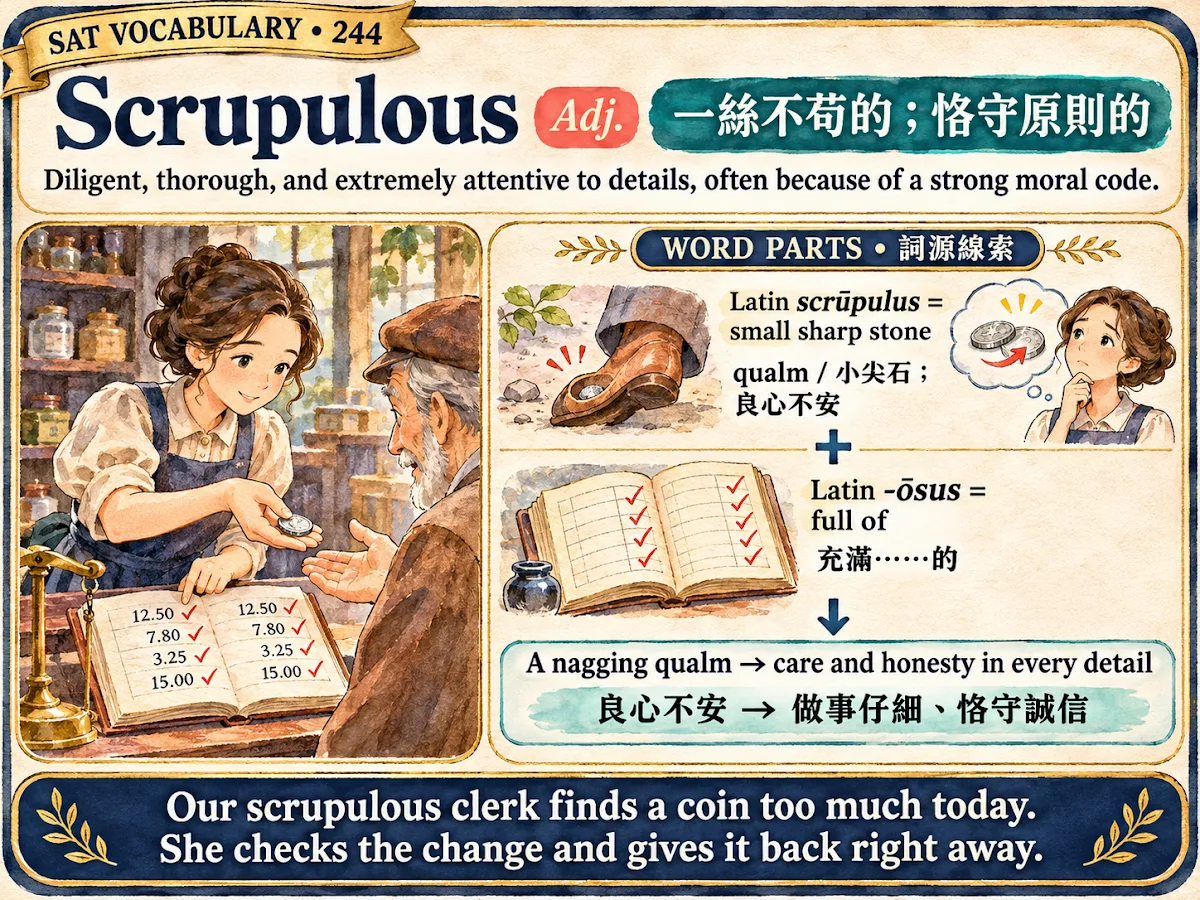 SAT VOCABULARY • 244
Scrupulous
Adj.
一絲不苟的；恪守原則的
Diligent, thorough, and extremely attentive to details, often because of a strong moral code.
12.50 ✓
7.80 ✓
3.25 ✓
15.00 ✓
12.50 ✓
7.80 ✓
3.25 ✓
15.00 ✓
WORD PARTS • 詞源線索
Latin scrūpulus =
small sharp stone
qualm / 小尖石；
良心不安
+
Latin -ōsus =
full of
充滿⋯⋯的
A nagging qualm → care and honesty in every detail
良心不安 → 做事仔細、恪守誠信
Our scrupulous clerk finds a coin too much today.
She checks the change and gives it back right away.